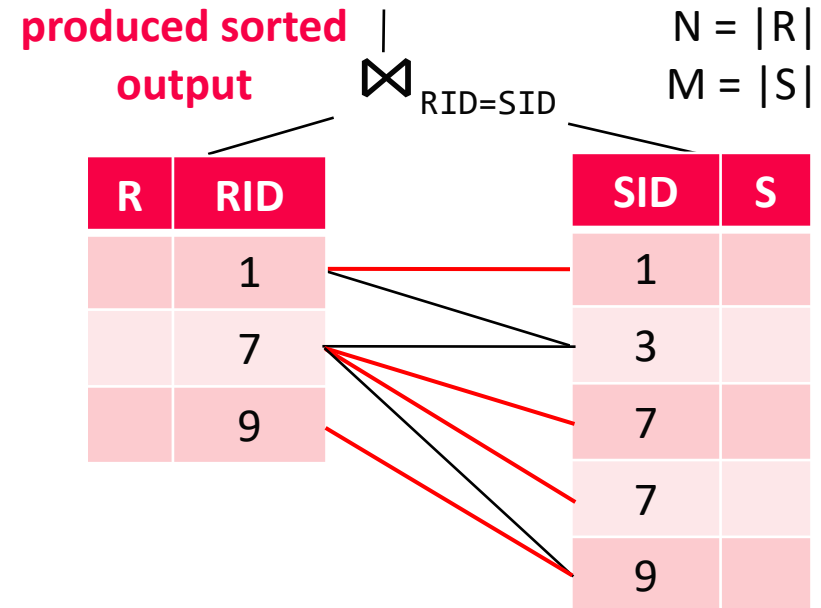 produced sorted
output
⋈ RID=SID
N = |R|
M = |S|
R RID
1
7
9
SID S
1
3
7
7
9